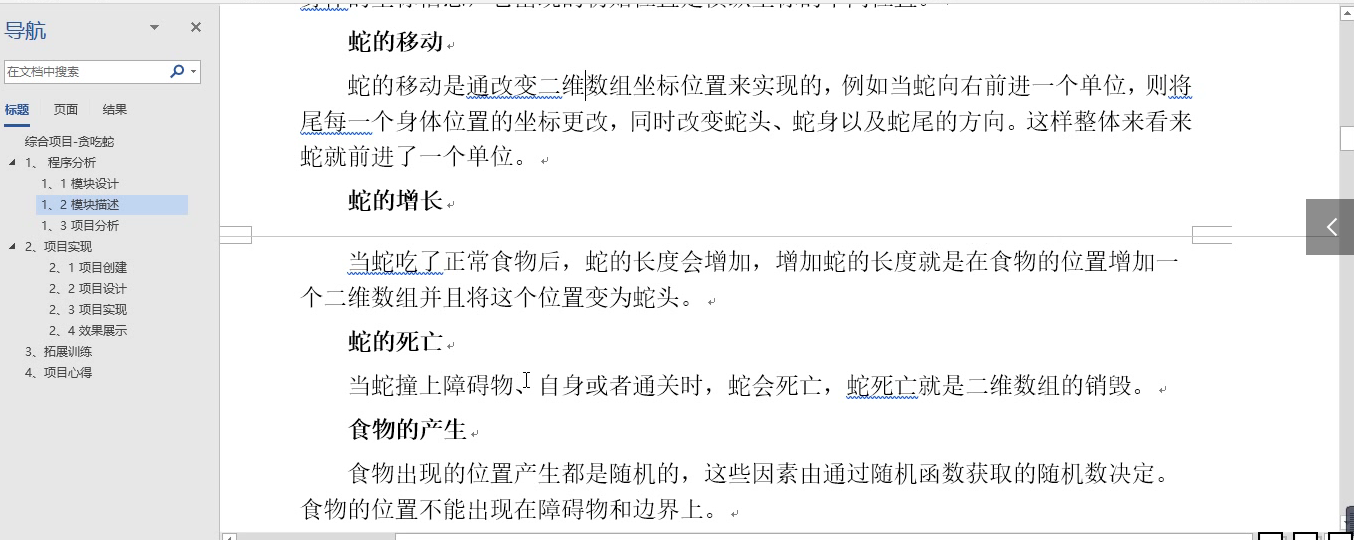 导航
在文档中搜索
标题 页面 结果
综合项目-贪吃蛇
1、 程序分析
1、1 模块设计
1、2 模块描述
1、3 项目分析
2、项目实现
2、1 项目创建
2、2 项目设计
2、3 项目实现
2、4 效果展示
3、拓展训练
4、项目心得
蛇的移动
蛇的移动是通改变二维数组坐标位置来实现的，例如当蛇向右前进一个单位，则将
尾每一个身体位置的坐标更改，同时改变蛇头、蛇身以及蛇尾的方向。这样整体来看来
蛇就前进了一个单位。
蛇的增长
当蛇吃了正常食物后，蛇的长度会增加，增加蛇的长度就是在食物的位置增加一
个二维数组并且将这个位置变为蛇头。
蛇的死亡
当蛇撞上障碍物、自身或者通关时，蛇会死亡，蛇死亡就是二维数组的销毁。
食物的产生
食物出现的位置产生都是随机的，这些因素由通过随机函数获取的随机数决定。
食物的位置不能出现在障碍物和边界上。